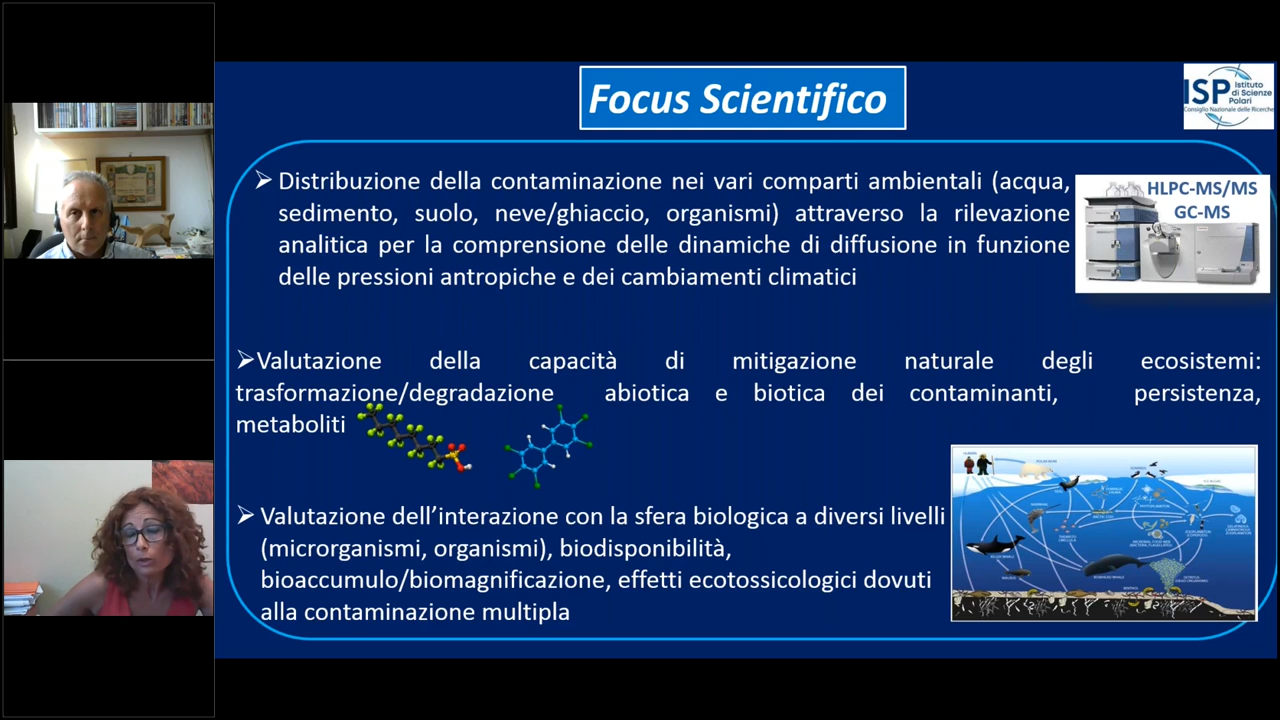 Focus Scientifico
ISP Istituto di Scienze Polari
Consiglio Nazionale delle Ricerche
➢ Distribuzione della contaminazione nei vari comparti ambientali (acqua,
sedimento, suolo, neve/ghiaccio, organismi) attraverso la rilevazione
analitica per la comprensione delle dinamiche di diffusione in funzione
delle pressioni antropiche e dei cambiamenti climatici
HLPC-MS/MS
GC-MS
➢Valutazione della capacità di mitigazione naturale degli ecosistemi:
trasformazione/degradazione abiotica e biotica dei contaminanti, persistenza,
metaboliti
➢ Valutazione dell’interazione con la sfera biologica a diversi livelli
(microrganismi, organismi), biodisponibilità,
bioaccumulo/biomagnificazione, effetti ecotossicologici dovuti
alla contaminazione multipla